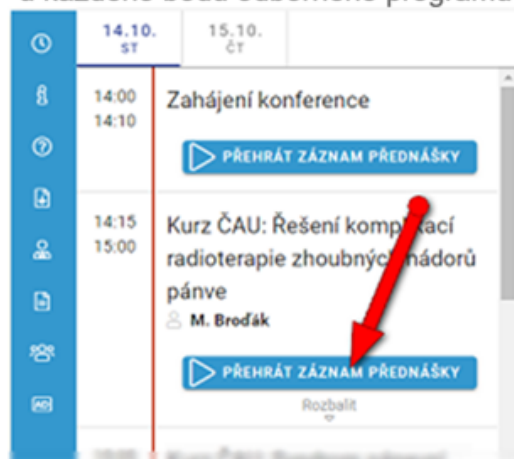 14.10.
ST
15.10.
ČT
14:00
14:10
Zahájení konference
PŘEHRÁT ZÁZNAM PŘEDNÁŠKY
14:15
15:00
Kurz ČAU: Řešení komplikací
radioterapie zhoubných nádorů
pánve
M. Broďák
PŘEHRÁT ZÁZNAM PŘEDNÁŠKY
Rozbalit
AD